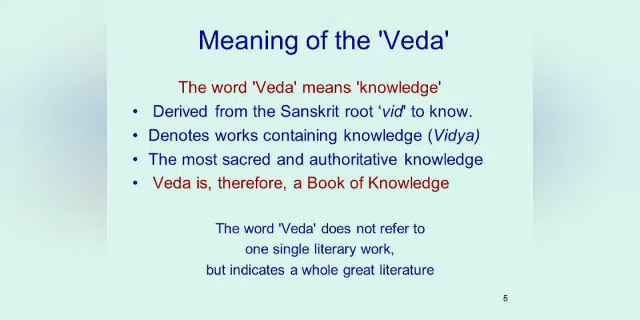 Meaning of the 'Veda'
The word 'Veda' means 'knowledge'
• Derived from the Sanskrit root 'vid' to know.
• Denotes works containing knowledge (Vidya)
• The most sacred and authoritative knowledge
• Veda is, therefore, a Book of Knowledge
The word 'Veda' does not refer to
one single literary work,
but indicates a whole great literature
5